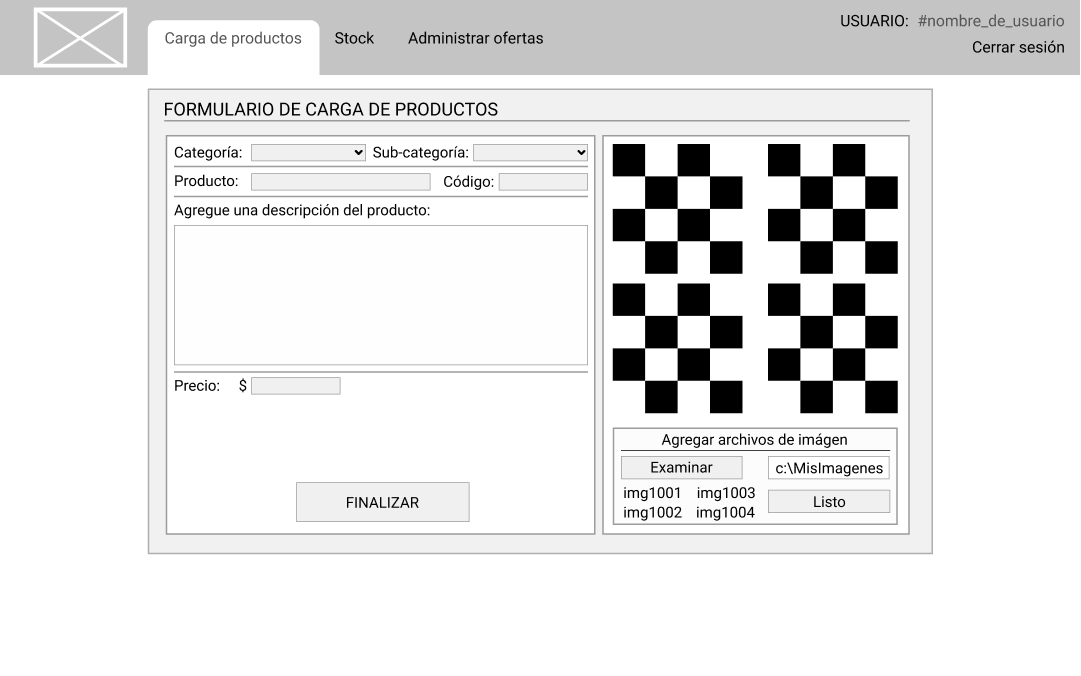 Carga de productos Stock Administrar ofertas
USUARIO: #nombre_de_usuario
Cerrar sesión
FORMULARIO DE CARGA DE PRODUCTOS
Categoría: Sub-categoría:
Producto: Código:
Agregue una descripción del producto:
Precio: $
FINALIZAR
Agregar archivos de imágen
Examinar c:\MisImagenes
img1001 img1003
img1002 img1004
Listo